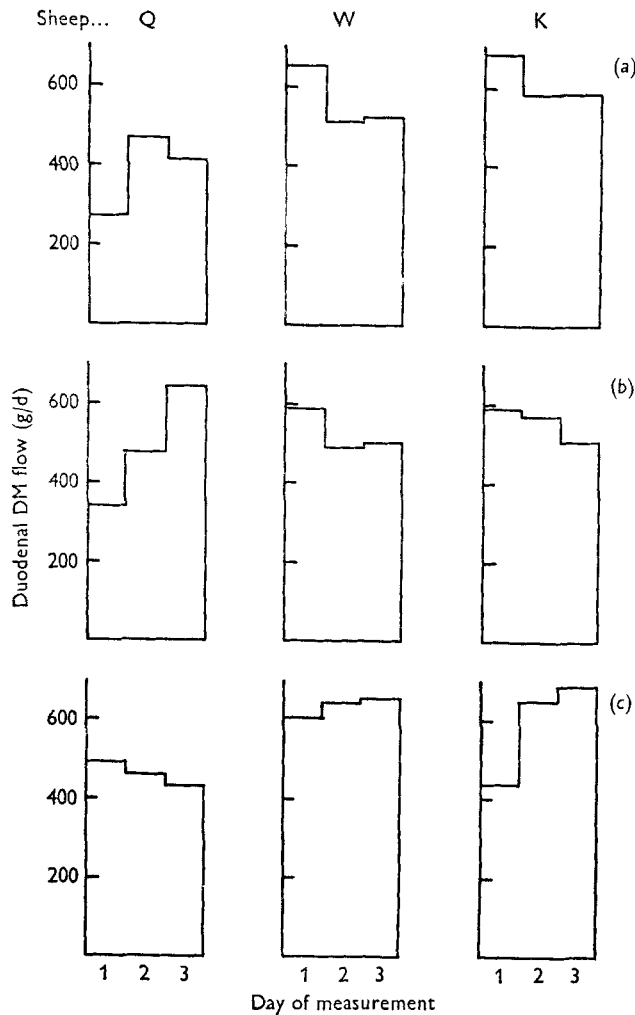 Sheep... Q W K
(a)
600
400
200
(b)
600
400
200
Duodenal DM flow (g/d)
(c)
600
400
200
1 2 3 1 2 3 1 2 3
Day of measurement